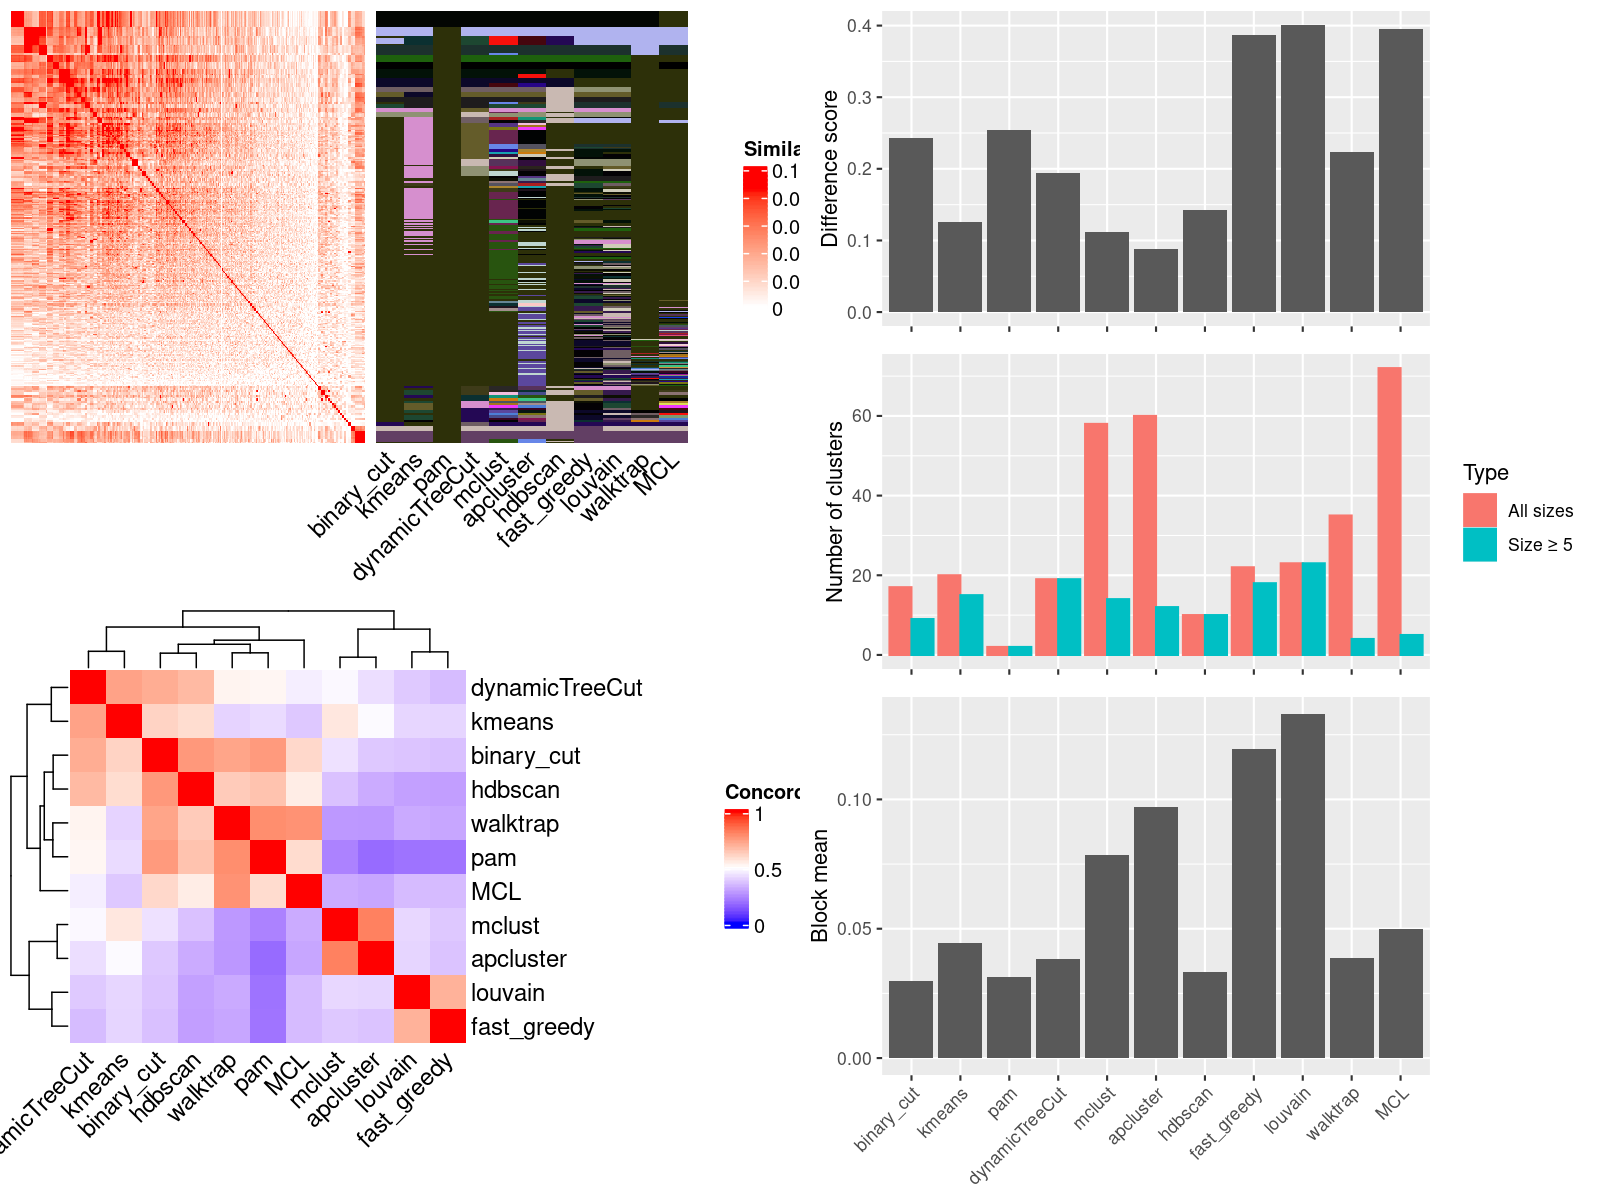 Simila
0.1
0.0
0.0
0.0
0.0
0
binary_cut
kmeans
pam
dynamicTreeCut
mclust
apcluster
hdbscan
fast_greedy
louvain
walktrap
MCL
dynamicTreeCut
kmeans
binary_cut
hdbscan
walktrap
pam
MCL
mclust
apcluster
louvain
fast_greedy
amicTreeCut
kmeans
binary_cut
hdbscan
walktrap
pam
MCL
mclust
apcluster
louvain
fast_greedy
Concord
1
0.5
0
Difference score
0.4
0.3
0.2
0.1
0.0
Number of clusters
60
40
20
0
Type
All sizes
Size ≥ 5
Block mean
0.10
0.05
0.00
binary_cut
kmeans
pam
dynamicTreeCut
mclust
apcluster
hdbscan
fast_greedy
louvain
walktrap
MCL